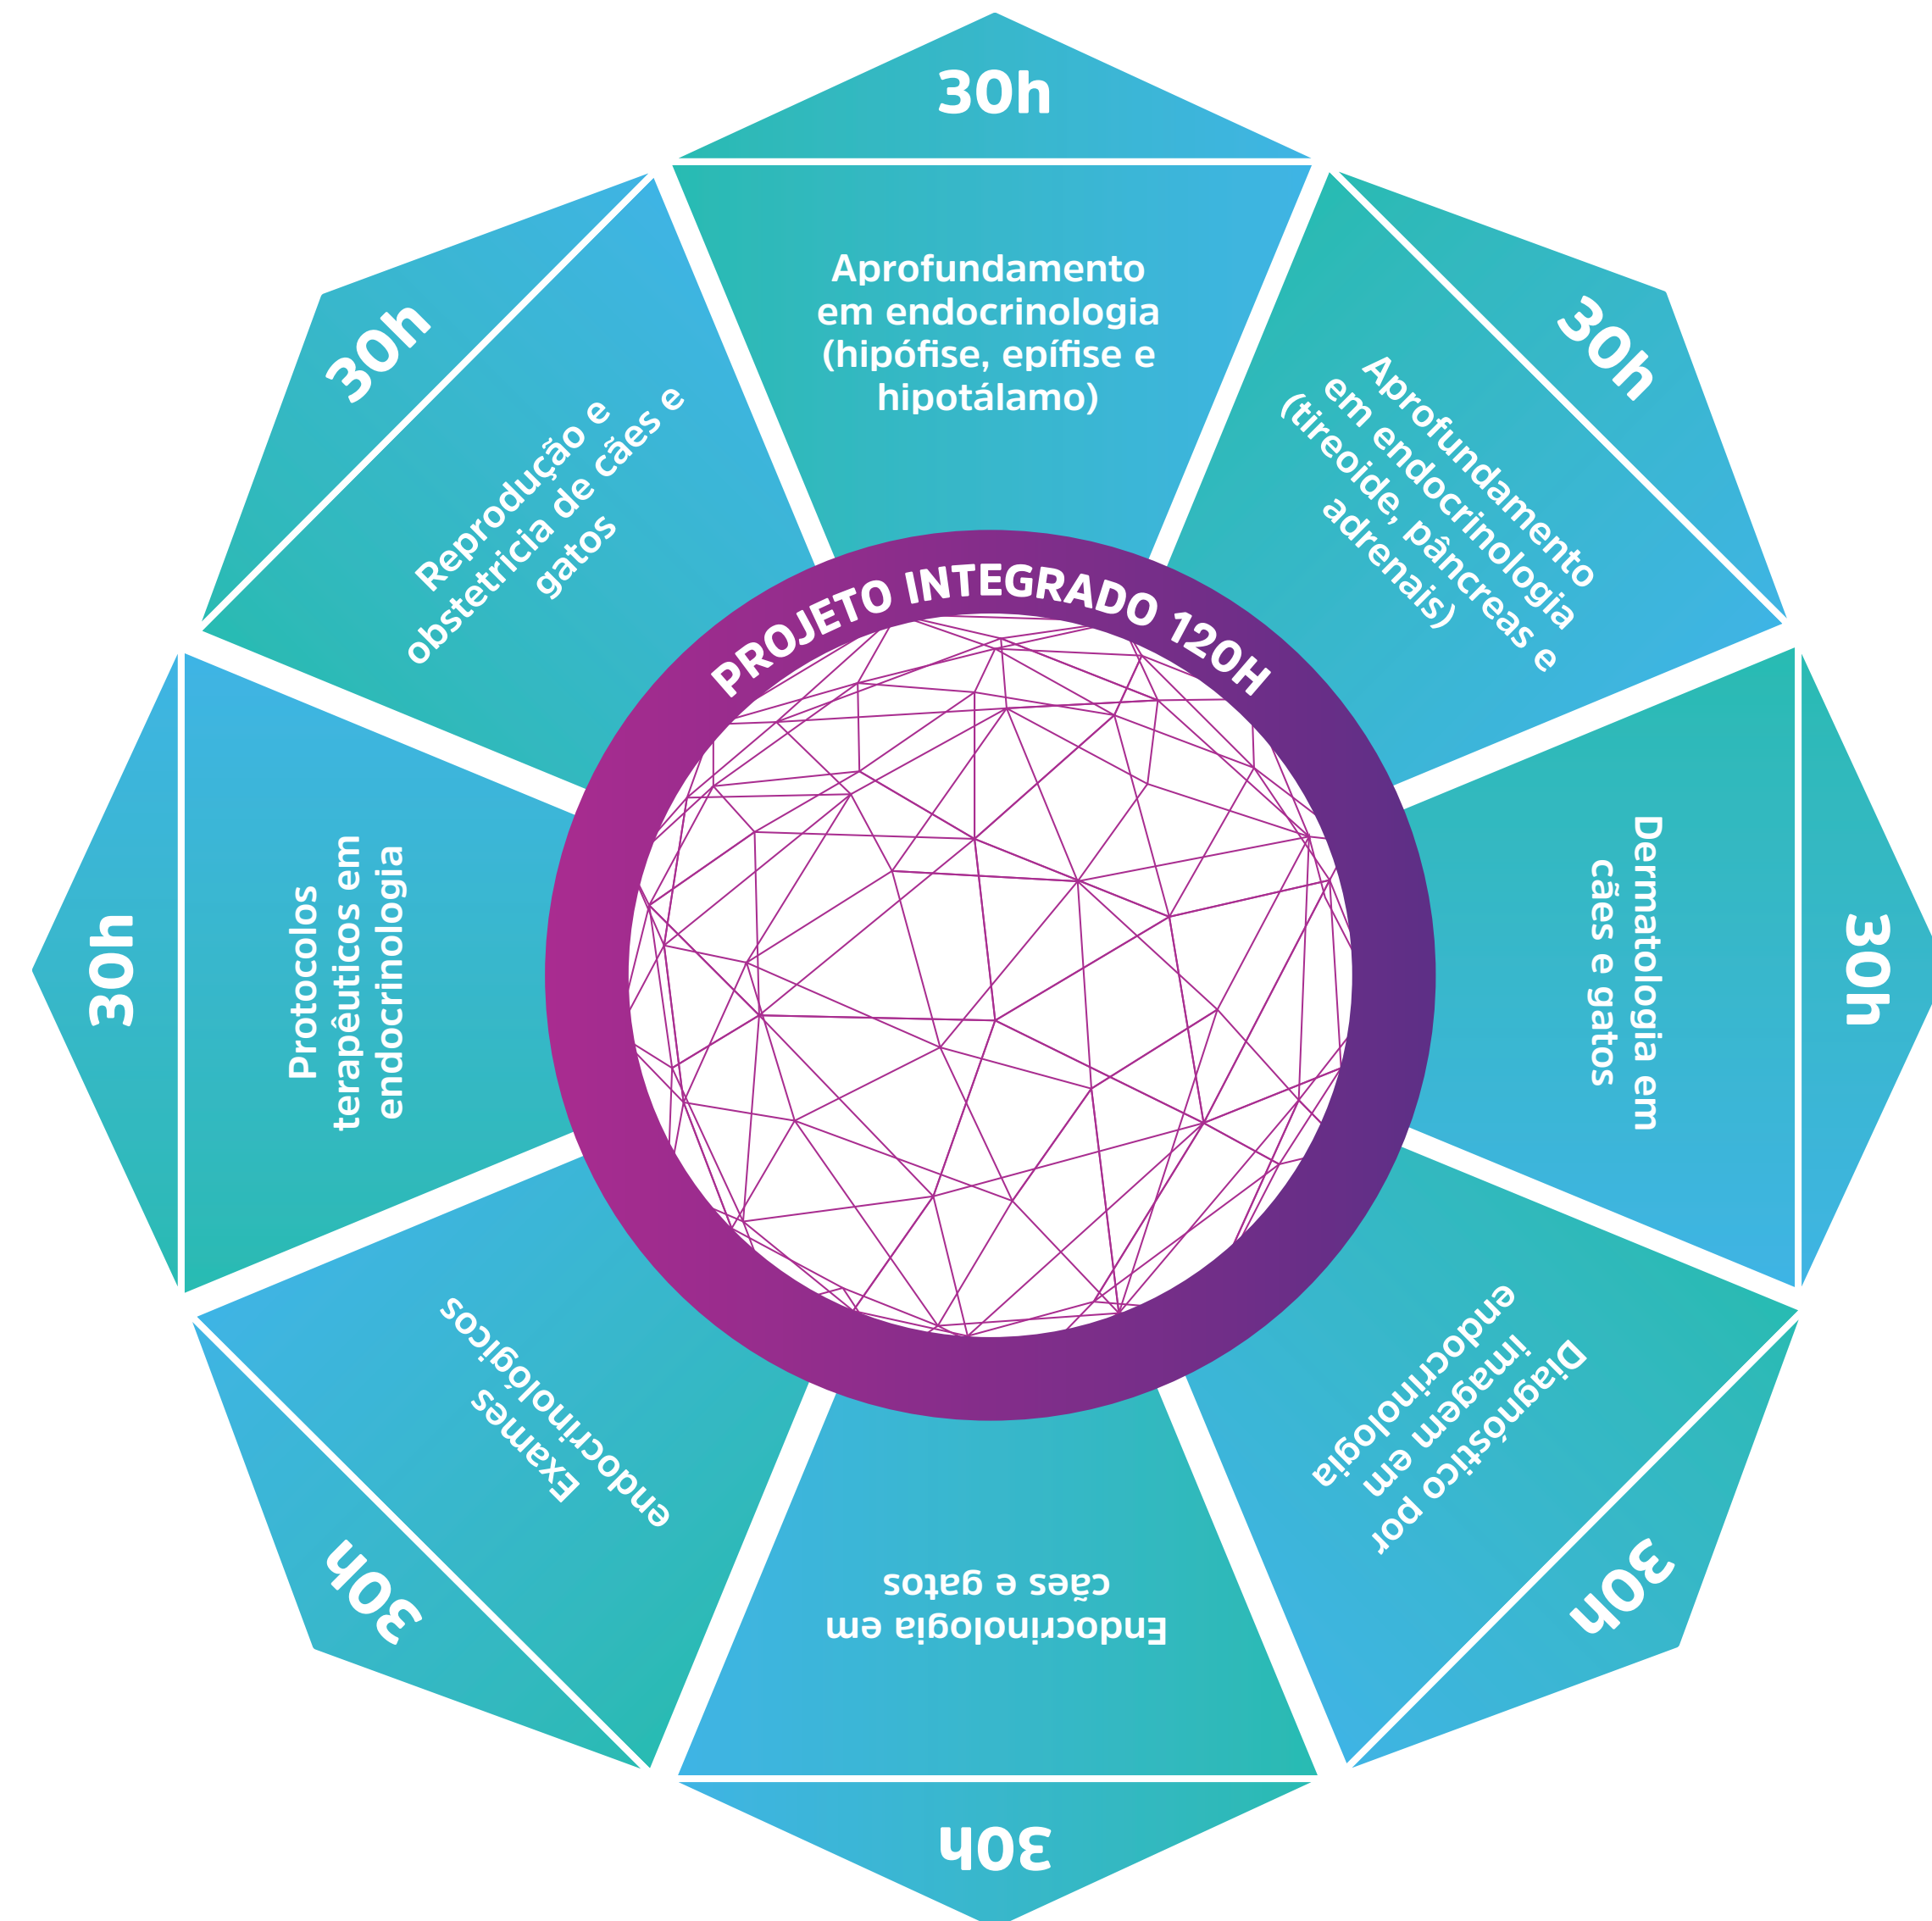 30h
Aprofundamento
em endocrinologia
(hipófise, epífise e
hipotálamo)
30h
Aprofundamento
em endocrinologia
(tireoide, pâncreas e
adrenais)
30h
Dermatologia em
cães e gatos
30h
Diagnóstico por
imagem em
endocrinologia
30h
Endocrinologia em
cães e gatos
30h
Exames
endocrinológicos
30h
Protocolos
terapêuticos em
endocrinologia
30h
Reprodução e
obstetricia de cães e
gatos
PROJETO INTEGRADO 120H